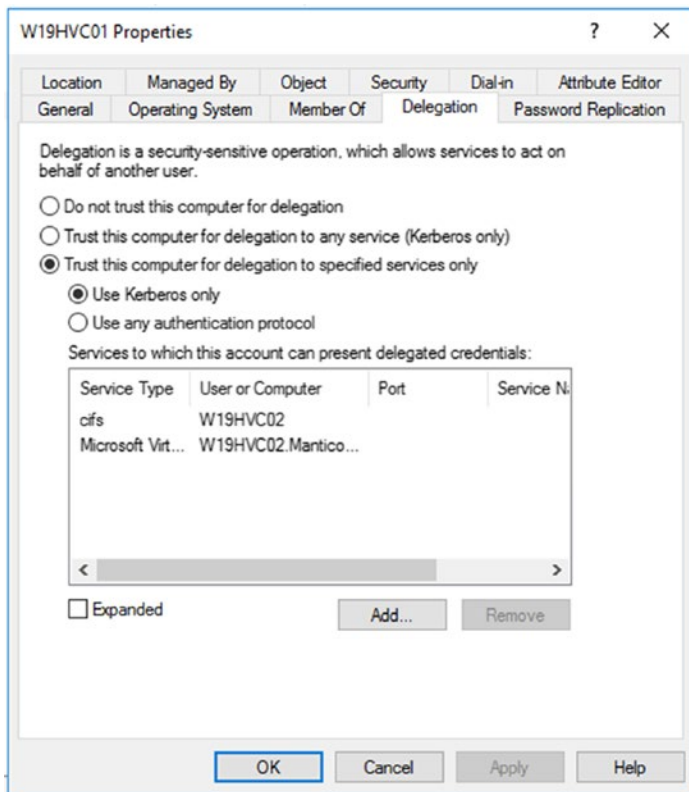 W19HVC01 Properties
Location Managed By Object Security Dial-in Attribute Editor
General Operating System Member Of Delegation Password Replication
Delegation is a security-sensitive operation, which allows services to act on
behalf of another user.
Do not trust this computer for delegation
Trust this computer for delegation to any service (Kerberos only)
Trust this computer for delegation to specified services only
Use Kerberos only
Use any authentication protocol
Services to which this account can present delegated credentials:
Service Type User or Computer Port Service Na
cifs W19HVC02
Microsoft Virt... W19HVC02.Mantico...
Expanded
Add... Remove
OK Cancel Apply Help